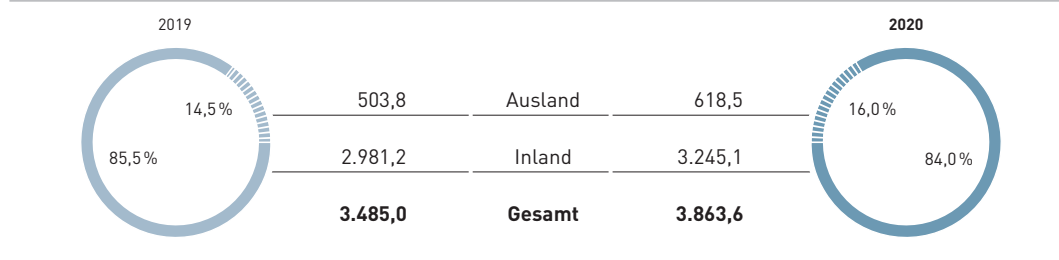 2019 2020
14,5 % 503,8 Ausland 618,5 16,0 %
85,5 % 2.981,2 Inland 3.245,1 84,0 %
3.485,0 Gesamt 3.863,6